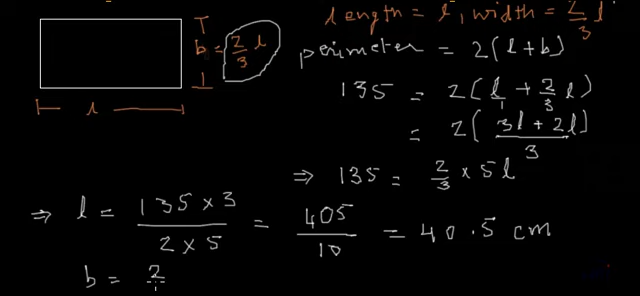 length = l, width = 2/3 l
b = 2/3 l
l
perimeter = 2(l+b)
135 = 2(l/1 + 2/3 l)
= 2(3l+2l/3)
⇒ 135 = 2/3 × 5l
⇒ l = 135×3/2×5 = 405/10 = 40.5 cm
b = 2/